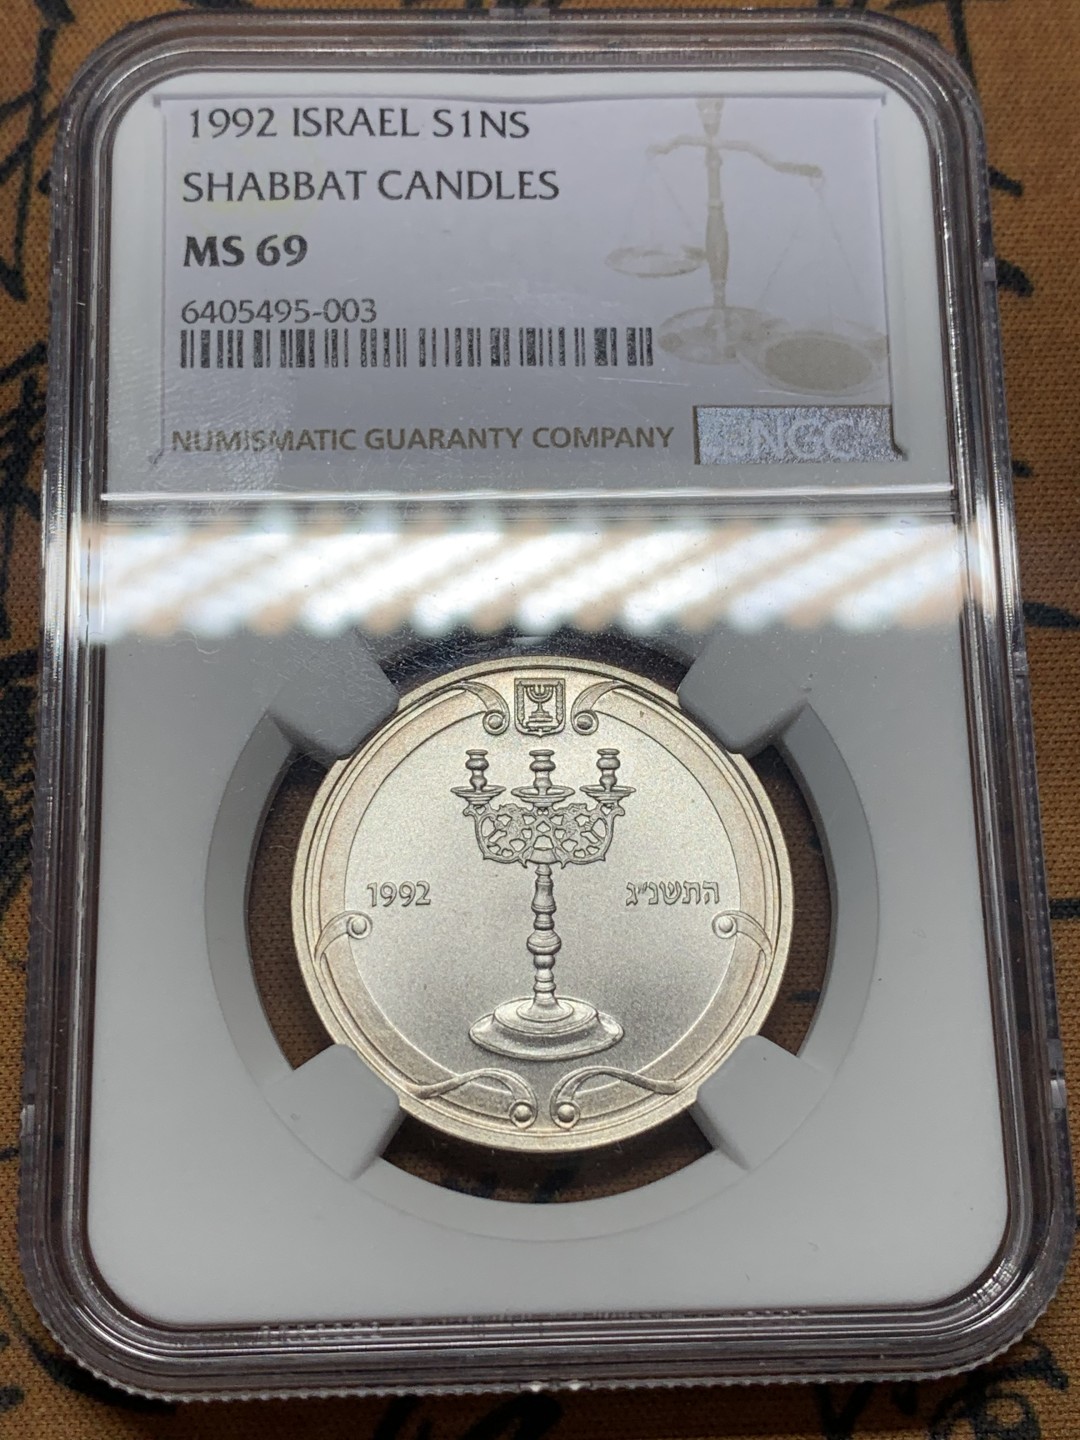 1992 ISRAEL S1NS
SHABBAT CANDLES
MS 69
6405495-003
NUMISMATIC GUARANTY COMPANY
NGC
1992
התשנ״ג